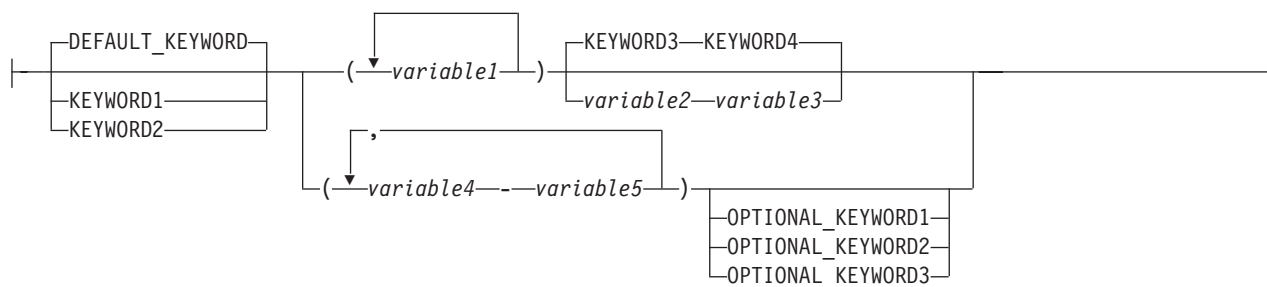 DEFAULT_KEYWORD
KEYWORD1
KEYWORD2
( variable1 )
KEYWORD3 KEYWORD4
variable2 variable3
,
( variable4 - variable5 )
OPTIONAL_KEYWORD1
OPTIONAL_KEYWORD2
OPTIONAL KEYWORD3